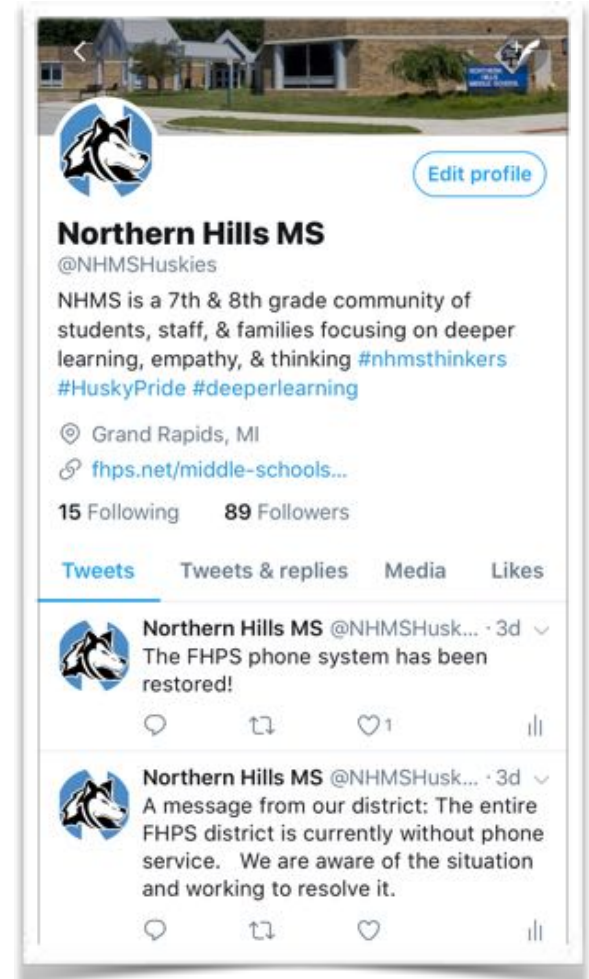 NORTHERN
HILLS
MIDDLE SCHOOL
Edit profile
Northern Hills MS
@NHMSHuskies
NHMS is a 7th & 8th grade community of
students, staff, & families focusing on deeper
learning, empathy, & thinking #nhmsthinkers
#HuskyPride #deeperlearning
Grand Rapids, MI
fhps.net/middle-schools...
15 Following 89 Followers
Tweets Tweets & replies Media Likes
Northern Hills MS @NHMSHusk... · 3d
The FHPS phone system has been
restored!
1
Northern Hills MS @NHMSHusk... · 3d
A message from our district: The entire
FHPS district is currently without phone
service. We are aware of the situation
and working to resolve it.